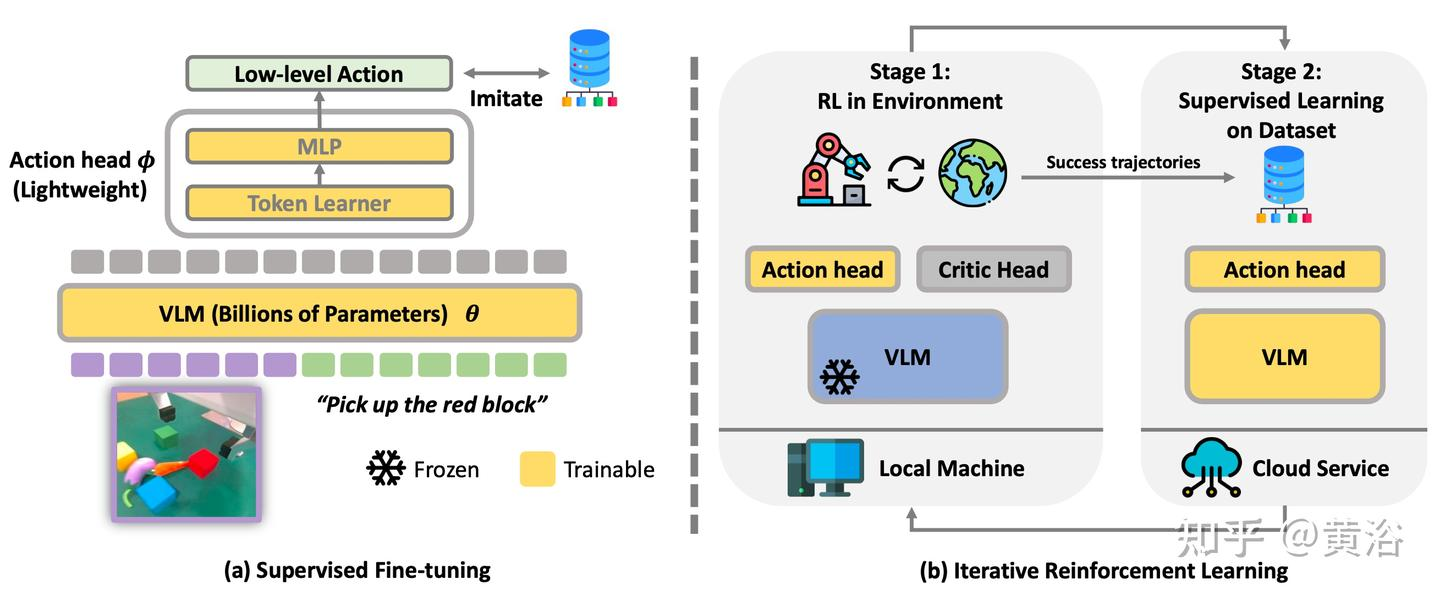 Low-level Action
Imitate
MLP
Action head ϕ
(Lightweight)
Token Learner
VLM (Billions of Parameters) θ
“Pick up the red block”
Frozen
Trainable
(a) Supervised Fine-tuning
Stage 1:
RL in Environment
Stage 2:
Supervised Learning
on Dataset
Success trajectories
Action head
Critic Head
Action head
VLM
VLM
Local Machine
Cloud Service
(b) Iterative Reinforcement Learning
知乎 @黄浴